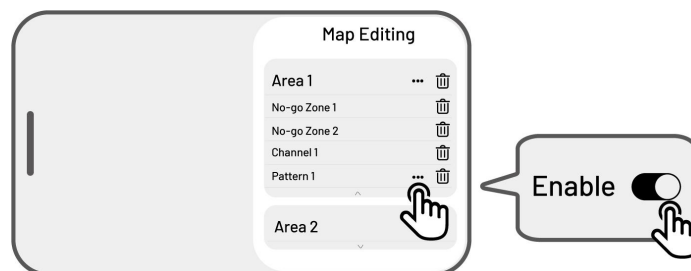 Map Editing
Area 1
No-go Zone 1
No-go Zone 2
Channel 1
Pattern 1
Area 2
Enable